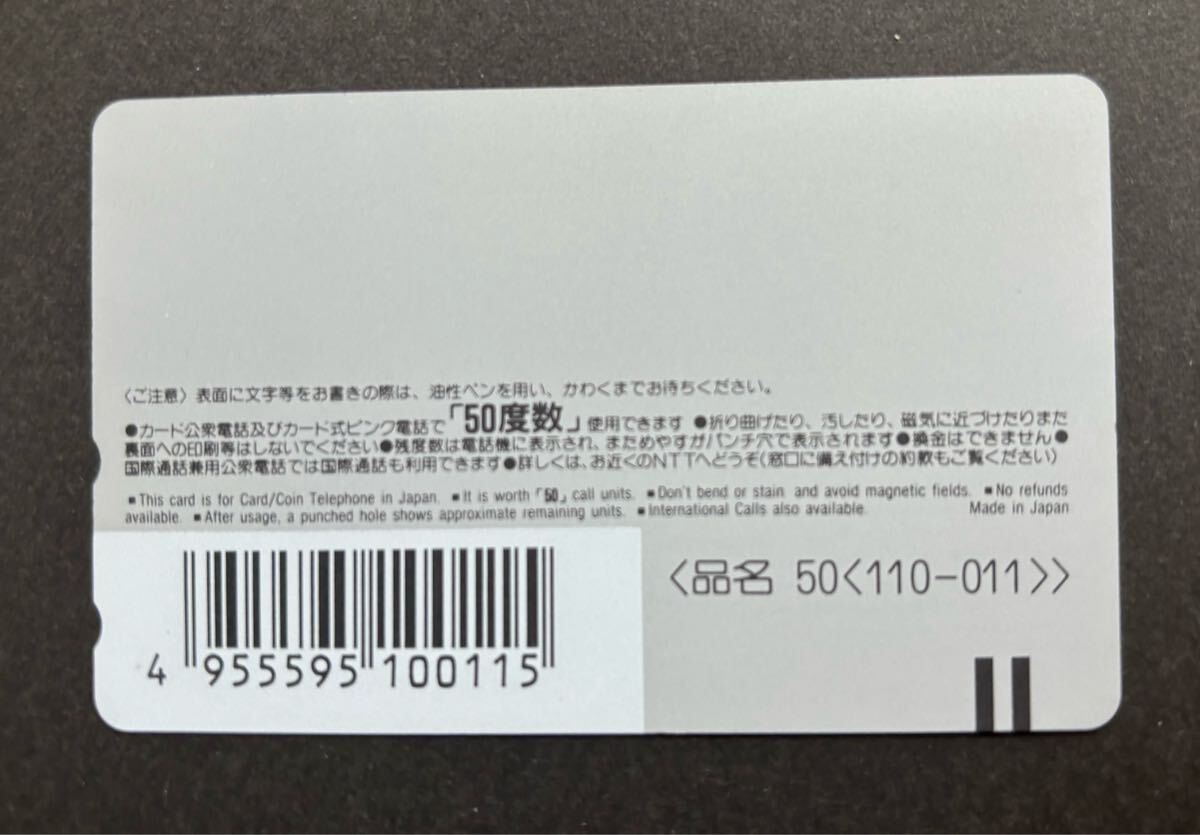 〈ご注意〉表面に文字等をお書きの際は、油性ペンを用い、かわくまでお待ちください。
●カード公衆電話及びカード式ピンク電話で「50度数」使用できます●折り曲げたり、汚したり、磁気に近づけたりまた
裏面への印刷等はしないでください●残度数は電話機に表示され、まためやすがパンチ穴で表示されます●換金はできません●
国際通話兼用公衆電話では国際通話も利用できます●詳しくは、お近くのNTTへどうぞ(窓口に備え付けの約款もご覧ください)
■This card is for Card/Coin Telephone in Japan. ■It is worth「50」call units. ■Don't bend or stain and avoid magnetic fields. ■No refunds
available. ■After usage, a punched hole shows approximate remaining units. ■International Calls also available. Made in Japan
〈品名 50〈110-011〉〉
4 955595 100115